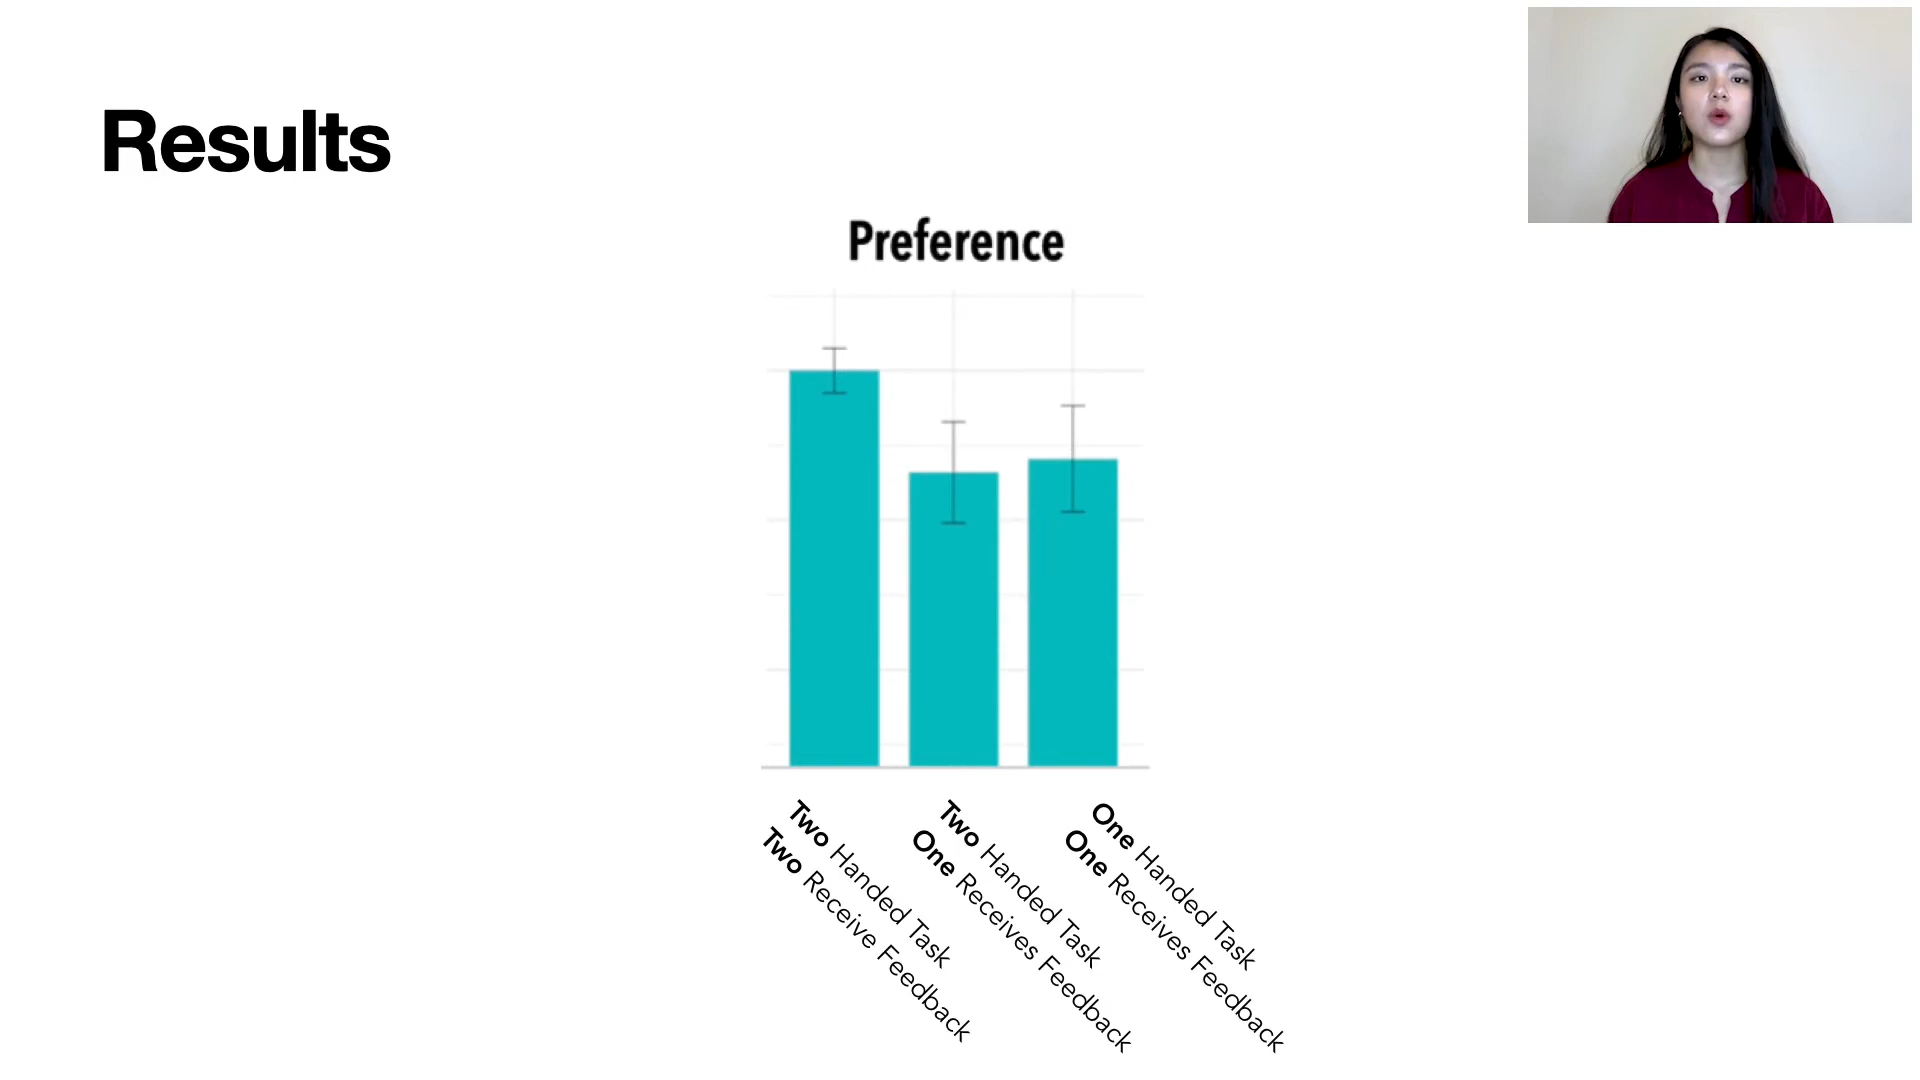 Results
Preference
Two Handed Task
Two Receive Feedback
Two Handed Task
One Receives Feedback
One Handed Task
One Receives Feedback